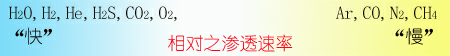 H₂O, H₂, He, H₂S, CO₂, O₂, Ar, CO, N₂, CH₄
“快” “慢”
相对之渗透速率